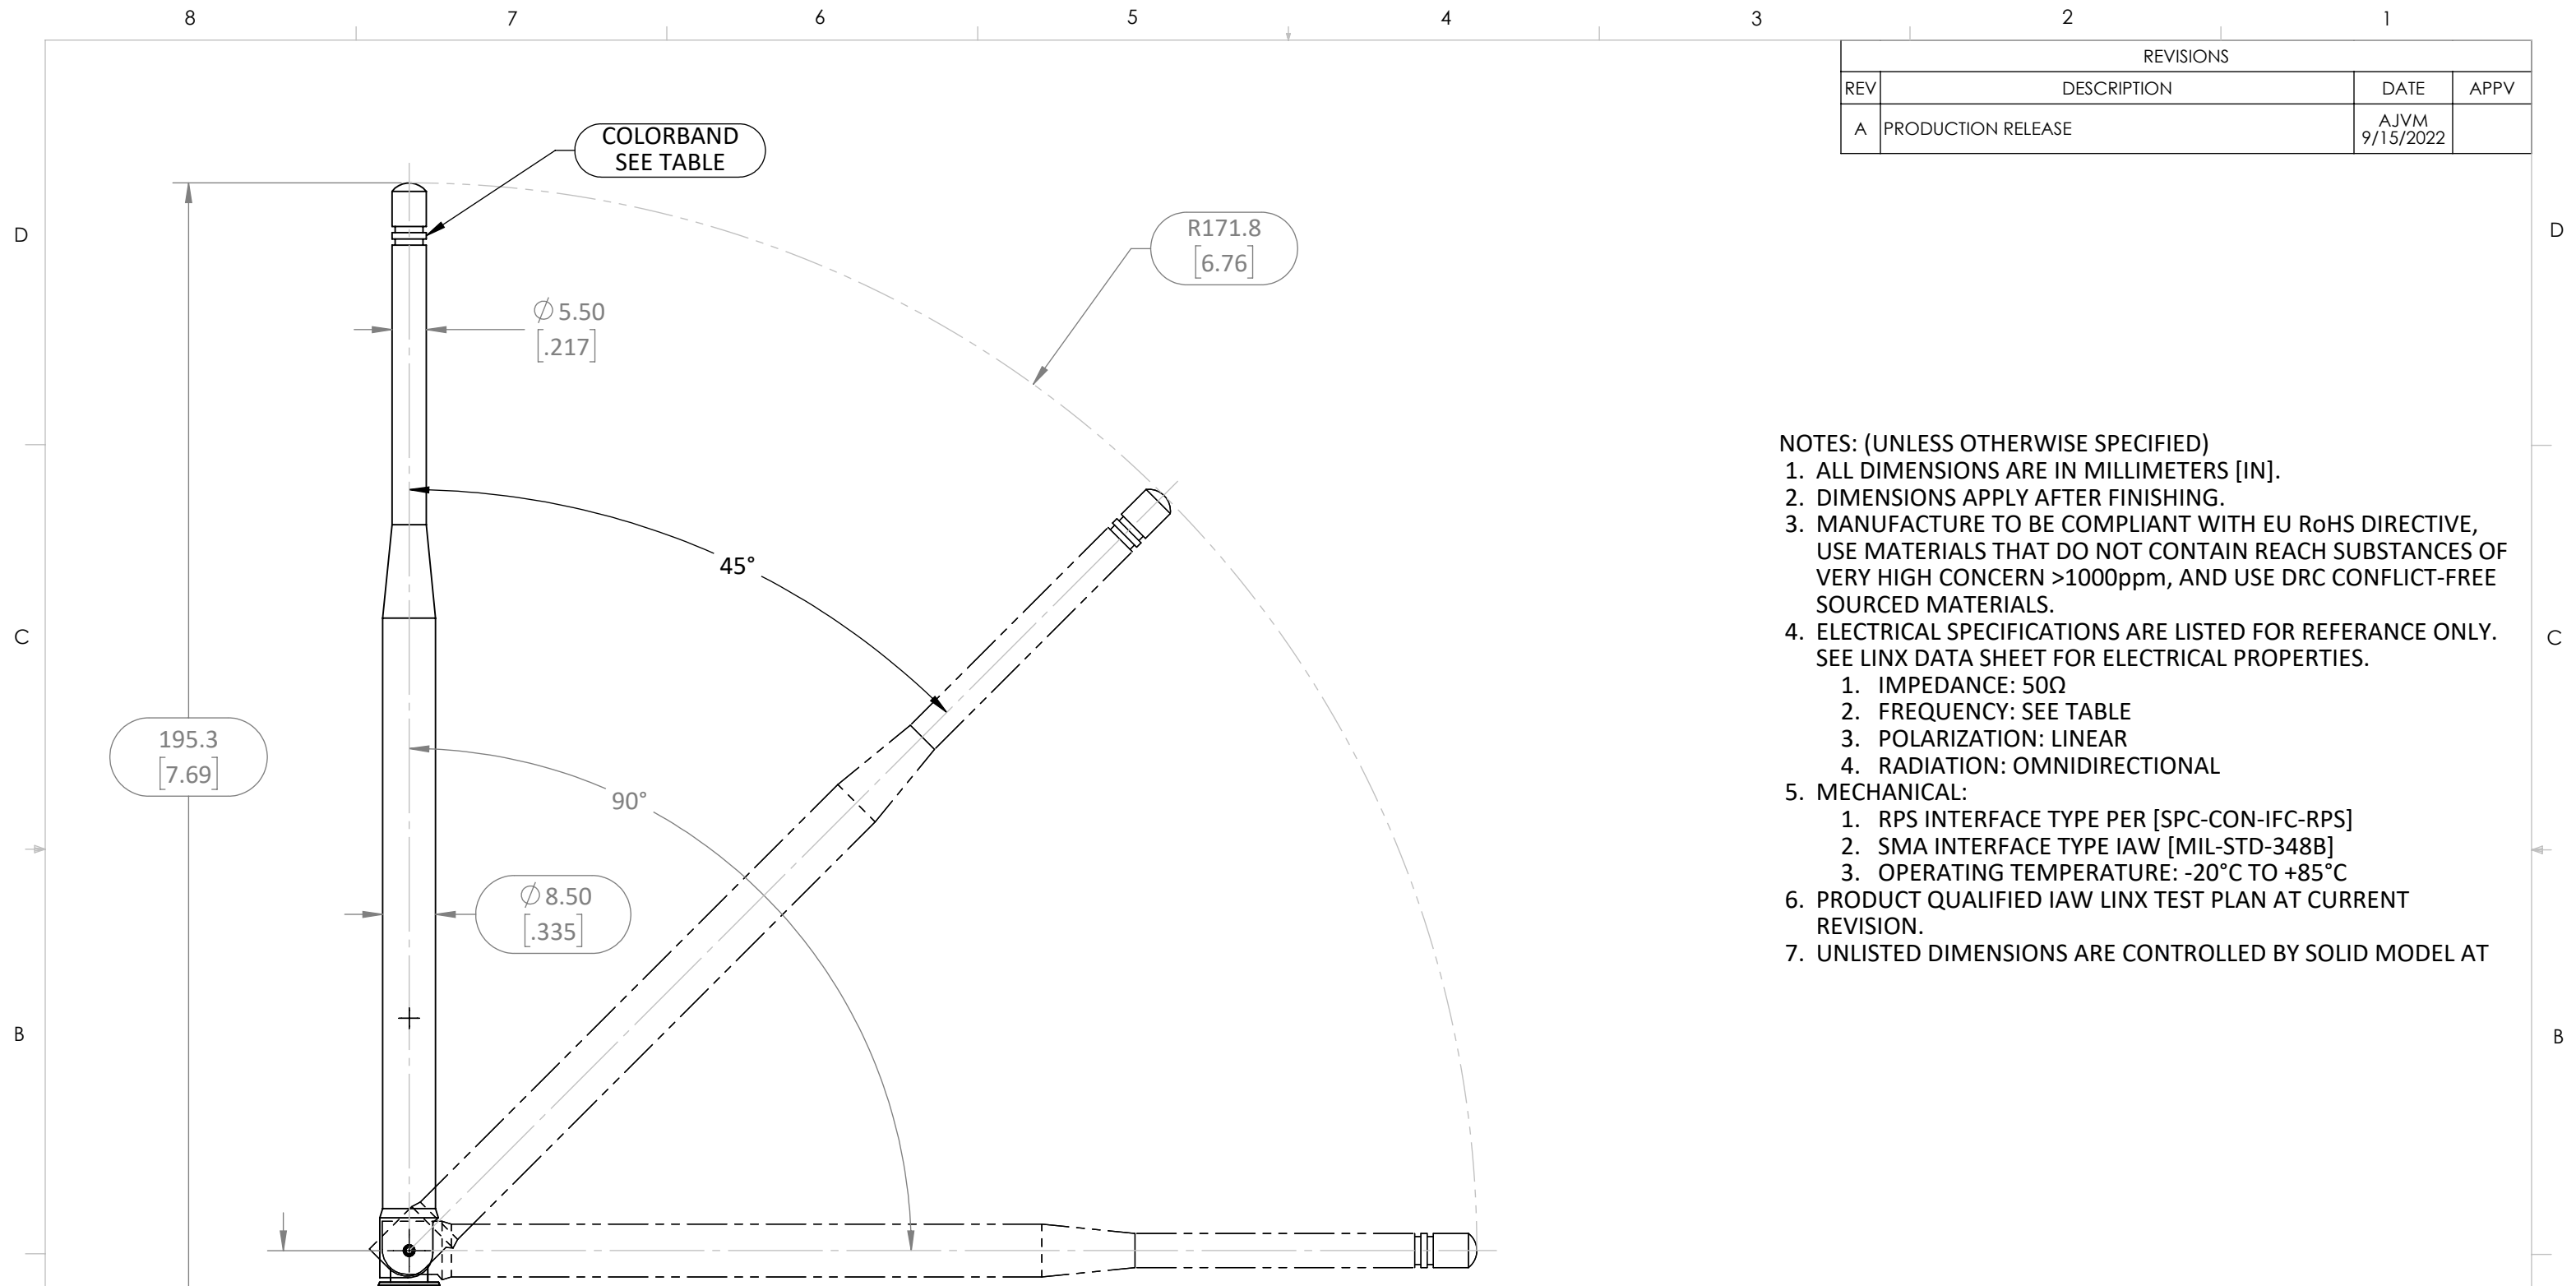 8 7 6 5 4 3 2 1
REVISIONS
REV DESCRIPTION DATE APPV
A PRODUCTION RELEASE AJVM
9/15/2022
COLORBAND
SEE TABLE
R171.8
[6.76]
D D
⌀5.50
[.217]
NOTES: (UNLESS OTHERWISE SPECIFIED)
1. ALL DIMENSIONS ARE IN MILLIMETERS [IN].
2. DIMENSIONS APPLY AFTER FINISHING.
3. MANUFACTURE TO BE COMPLIANT WITH EU RoHS DIRECTIVE,
USE MATERIALS THAT DO NOT CONTAIN REACH SUBSTANCES OF
VERY HIGH CONCERN >1000ppm, AND USE DRC CONFLICT-FREE
SOURCED MATERIALS.
4. ELECTRICAL SPECIFICATIONS ARE LISTED FOR REFERANCE ONLY.
SEE LINX DATA SHEET FOR ELECTRICAL PROPERTIES.
1. IMPEDANCE: 50Ω
2. FREQUENCY: SEE TABLE
3. POLARIZATION: LINEAR
4. RADIATION: OMNIDIRECTIONAL
5. MECHANICAL:
1. RPS INTERFACE TYPE PER [SPC-CON-IFC-RPS]
2. SMA INTERFACE TYPE IAW [MIL-STD-348B]
3. OPERATING TEMPERATURE: -20°C TO +85°C
6. PRODUCT QUALIFIED IAW LINX TEST PLAN AT CURRENT
REVISION.
7. UNLISTED DIMENSIONS ARE CONTROLLED BY SOLID MODEL AT
45°
C C
195.3
[7.69]
90°
⌀8.50
[.335]
B B